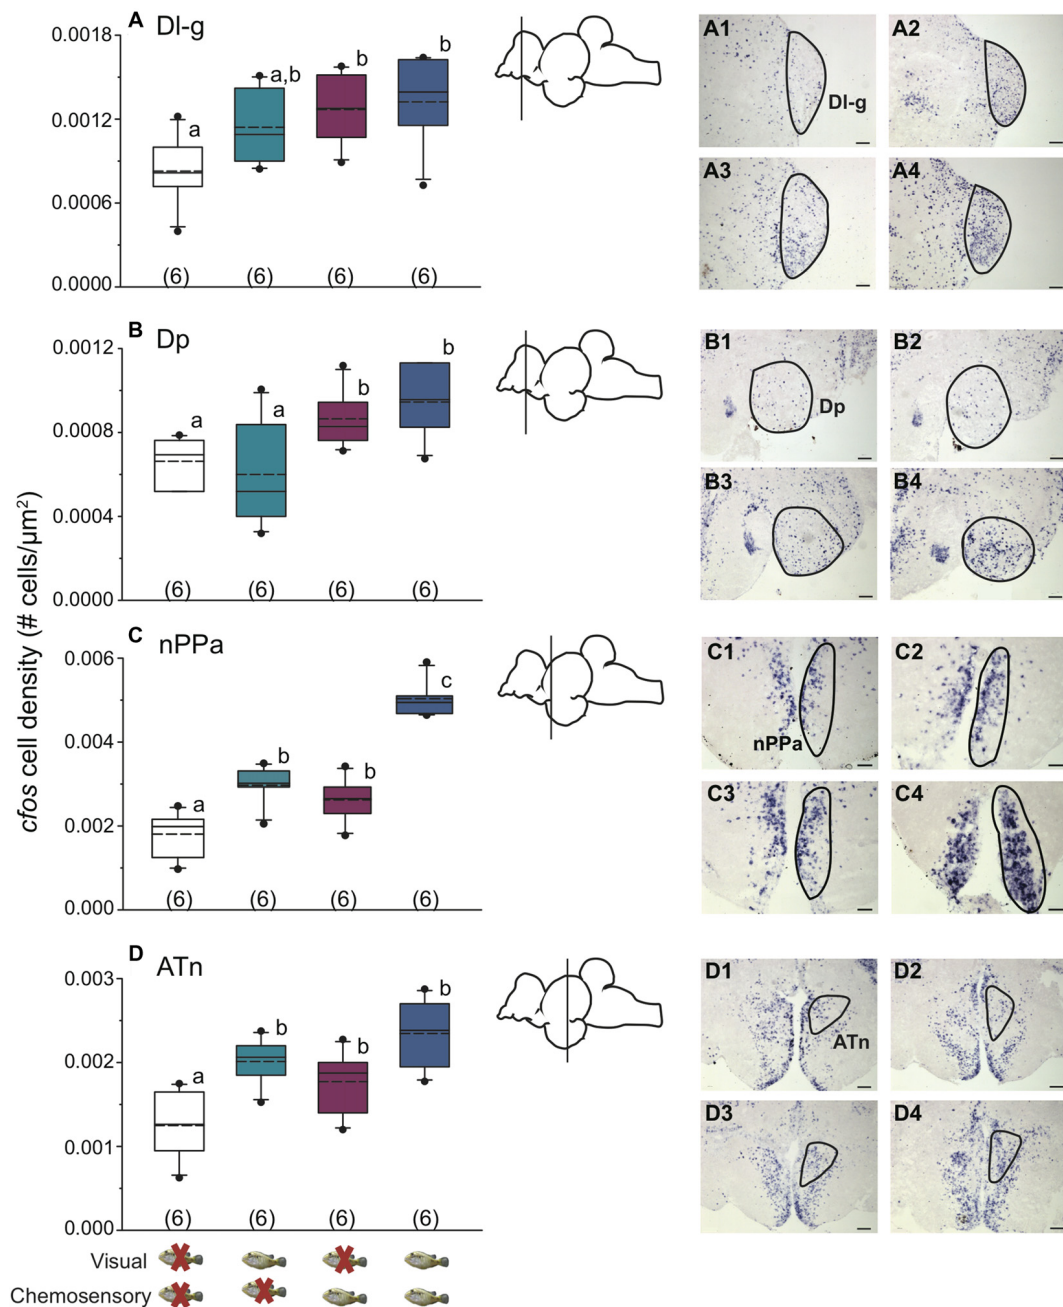 A Dl-g
0.0018
0.0012
0.0006
0.0000
a
a,b
b
b
(6) (6) (6) (6)
A1
Dl-g
A2
A3
A4
B Dp
0.0012
0.0008
0.0004
0.0000
a
a
b
b
(6) (6) (6) (6)
B1
Dp
B2
B3
B4
cfos cell density (# cells/μm²)
C nPPa
0.006
0.004
0.002
0.000
a
b
b
c
(6) (6) (6) (6)
C1
nPPa
C2
C3
C4
D ATn
0.003
0.002
0.001
0.000
a
b
b
b
(6) (6) (6) (6)
D1
ATn
D2
D3
D4
Visual
Chemosensory